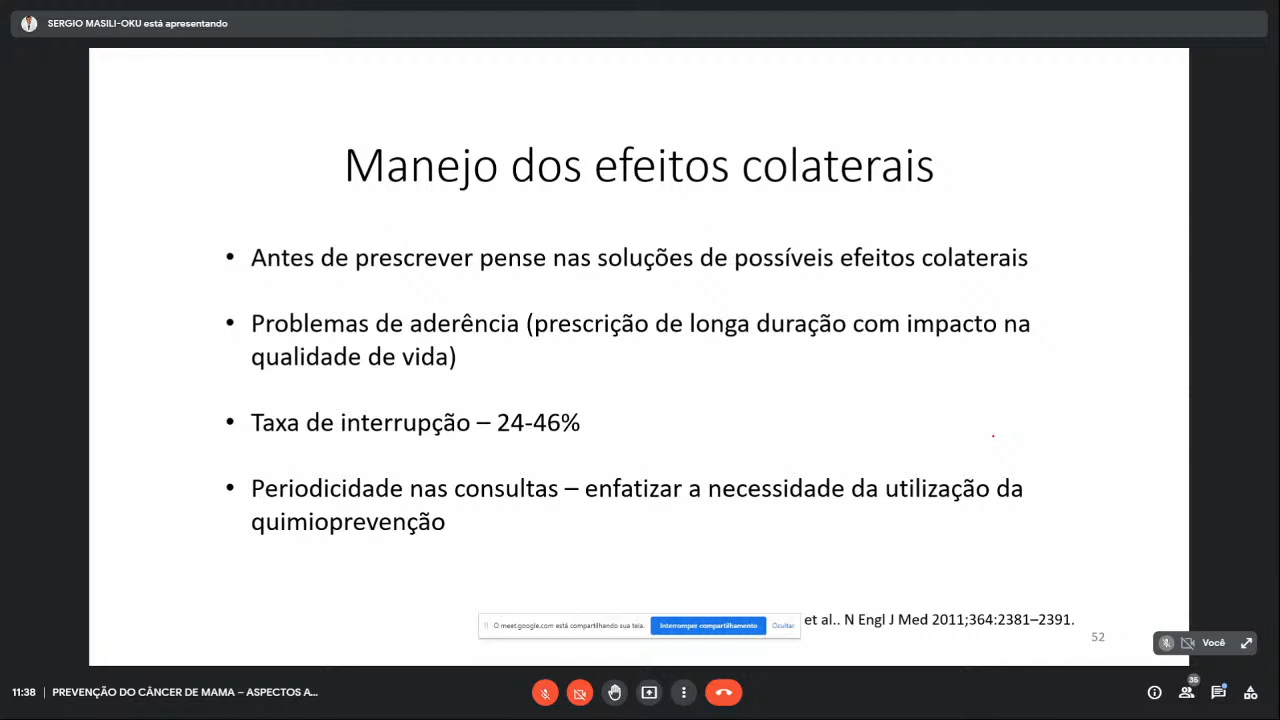 SERGIO MASILI-OKU está apresentando
Manejo dos efeitos colaterais
• Antes de prescrever pense nas soluções de possíveis efeitos colaterais
• Problemas de aderência (prescrição de longa duração com impacto na
qualidade de vida)
• Taxa de interrupção – 24-46%
• Periodicidade nas consultas – enfatizar a necessidade da utilização da
quimioprevenção
O meet.google.com está compartilhando sua tela. Interromper compartilhamento Ocultar
et al.. N Engl J Med 2011;364:2381–2391.
52
Você
11:38 | PREVENÇÃO DO CÂNCER DE MAMA – ASPECTOS A...
35